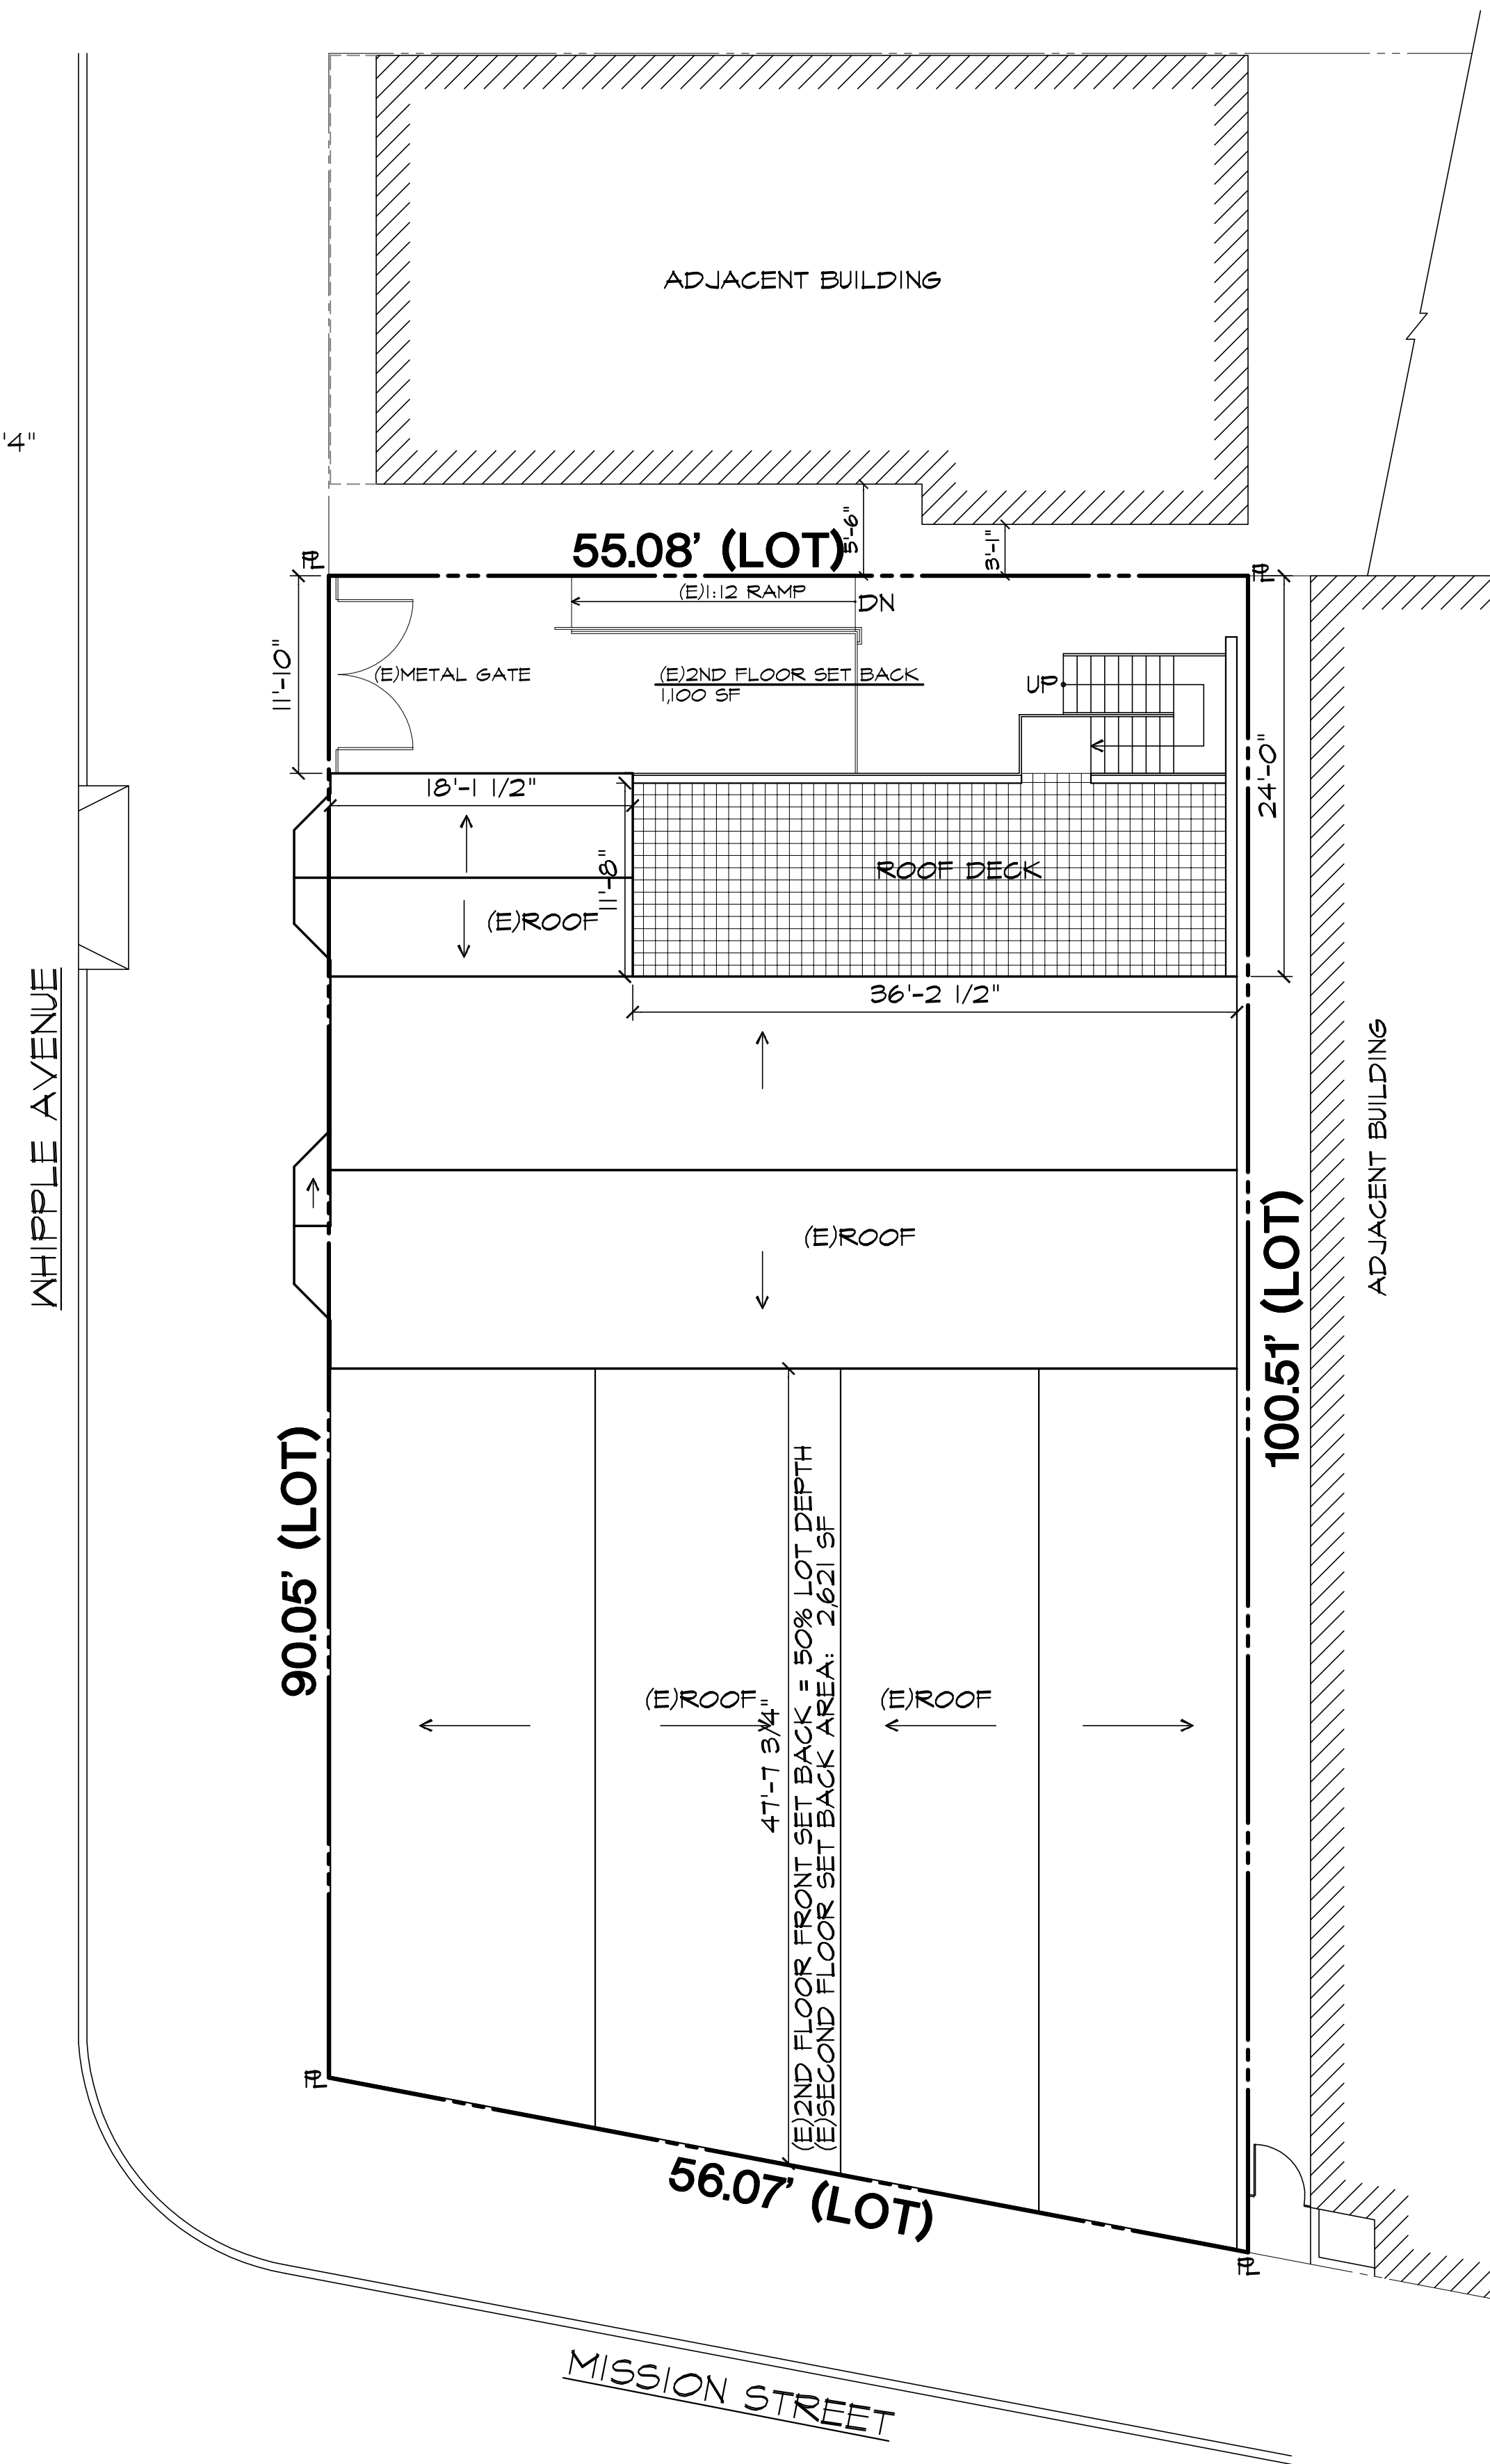 ADJACENT BUILDING
'4"
5'-6"
3'-1"
55.08' (LOT)
PL
PL
(E)1:12 RAMP
DN
11'-10"
(E)METAL GATE
(E)2ND FLOOR SET BACK
1,100 SF
UP
24'-0"
18'-1 1/2"
11'-8"
ROOF DECK
(E)ROOF
36'-2 1/2"
WHIPPLE AVENUE
ADJACENT BUILDING
(E)ROOF
100.51' (LOT)
90.05' (LOT)
(E)ROOF
(E)ROOF
47'-7 3/4"
(E)2ND FLOOR FRONT SET BACK = 50% LOT DEPTH
(E)SECOND FLOOR SET BACK AREA: 2,621 SF
PL
56.07' (LOT)
PL
MISSION STREET